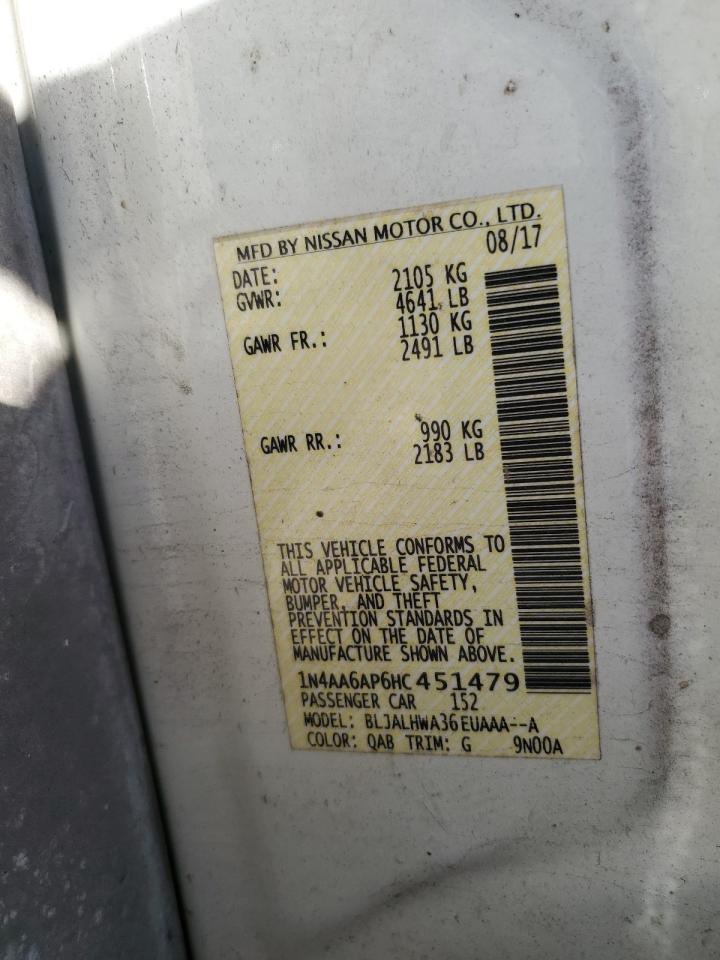 MFD BY NISSAN MOTOR CO., LTD.
DATE: 08/17
GVWR: 2105 KG
4641 LB
GAWR FR.: 1130 KG
2491 LB
GAWR RR.: 990 KG
2183 LB
THIS VEHICLE CONFORMS TO
ALL APPLICABLE FEDERAL
MOTOR VEHICLE SAFETY,
BUMPER, AND THEFT
PREVENTION STANDARDS IN
EFFECT ON THE DATE OF
MANUFACTURE SHOWN ABOVE.
1N4AA6AP6HC451479
PASSENGER CAR 152
MODEL: BLJALHWA36EUAAA--A
COLOR: QAB TRIM: G 9N00A